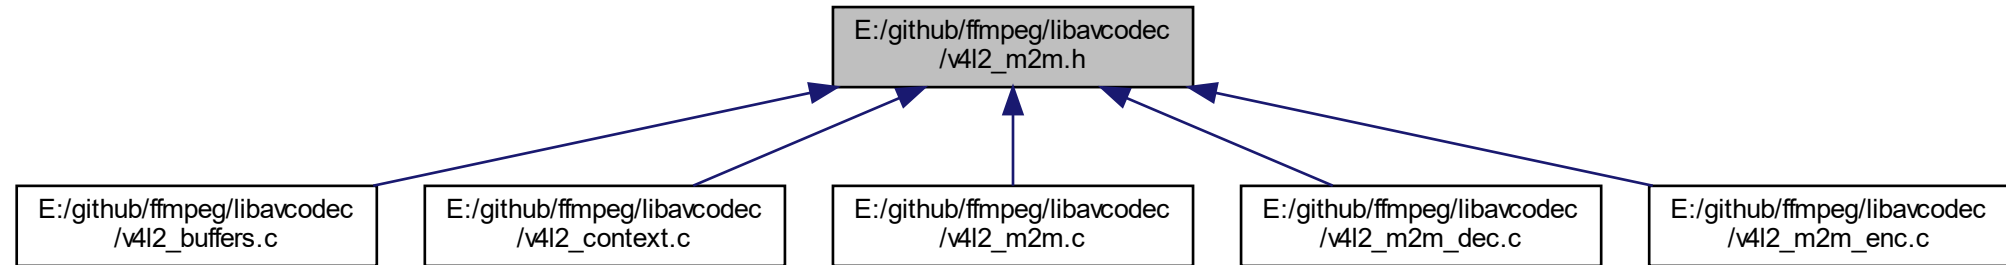 E:/github/ffmpeg/libavcodec
/v4l2_m2m.h
E:/github/ffmpeg/libavcodec
/v4l2_buffers.c
E:/github/ffmpeg/libavcodec
/v4l2_context.c
E:/github/ffmpeg/libavcodec
/v4l2_m2m.c
E:/github/ffmpeg/libavcodec
/v4l2_m2m_dec.c
E:/github/ffmpeg/libavcodec
/v4l2_m2m_enc.c